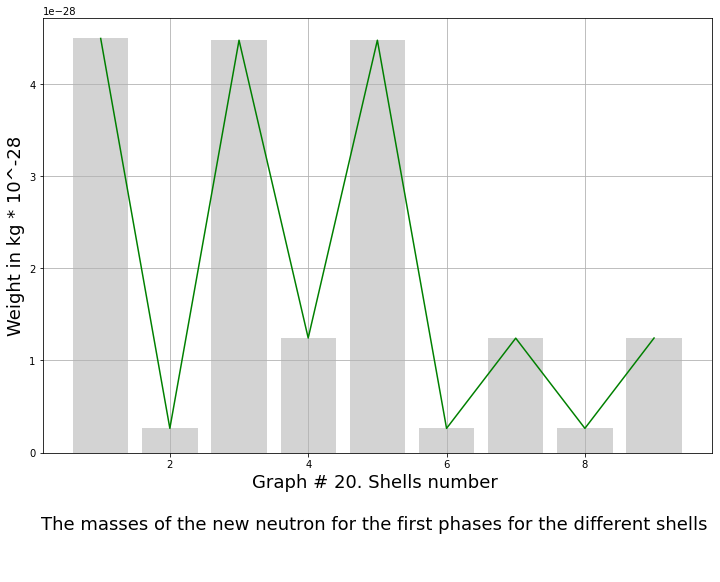 1e−28
4
3
2
1
0
Weight in kg * 10^-28
2 4 6 8
Graph # 20. Shells number
The masses of the new neutron for the first phases for the different shells